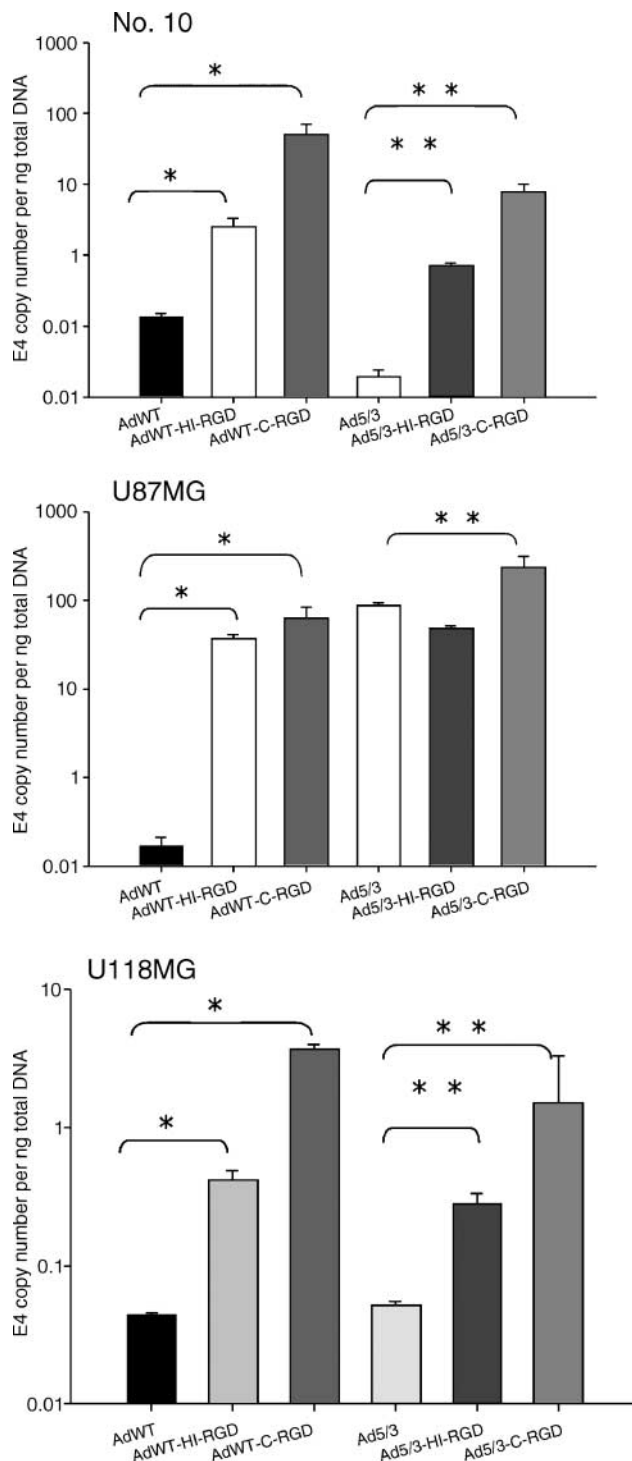 No. 10
1000
*
100
* *
* *
*
10
1
0.01
0.01
E4 copy number per ng total DNA
AdWT
AdWT-HI-RGD
AdWT-C-RGD
Ad5/3
Ad5/3-HI-RGD
Ad5/3-C-RGD
U87MG
1000
* *
*
100
*
10
1
0.01
E4 copy number per ng total DNA
AdWT
AdWT-HI-RGD
AdWT-C-RGD
Ad5/3
Ad5/3-HI-RGD
Ad5/3-C-RGD
U118MG
10
*
* *
* *
1
*
0.1
0.01
E4 copy number per ng total DNA
AdWT
AdWT-HI-RGD
AdWT-C-RGD
Ad5/3
Ad5/3-HI-RGD
Ad5/3-C-RGD